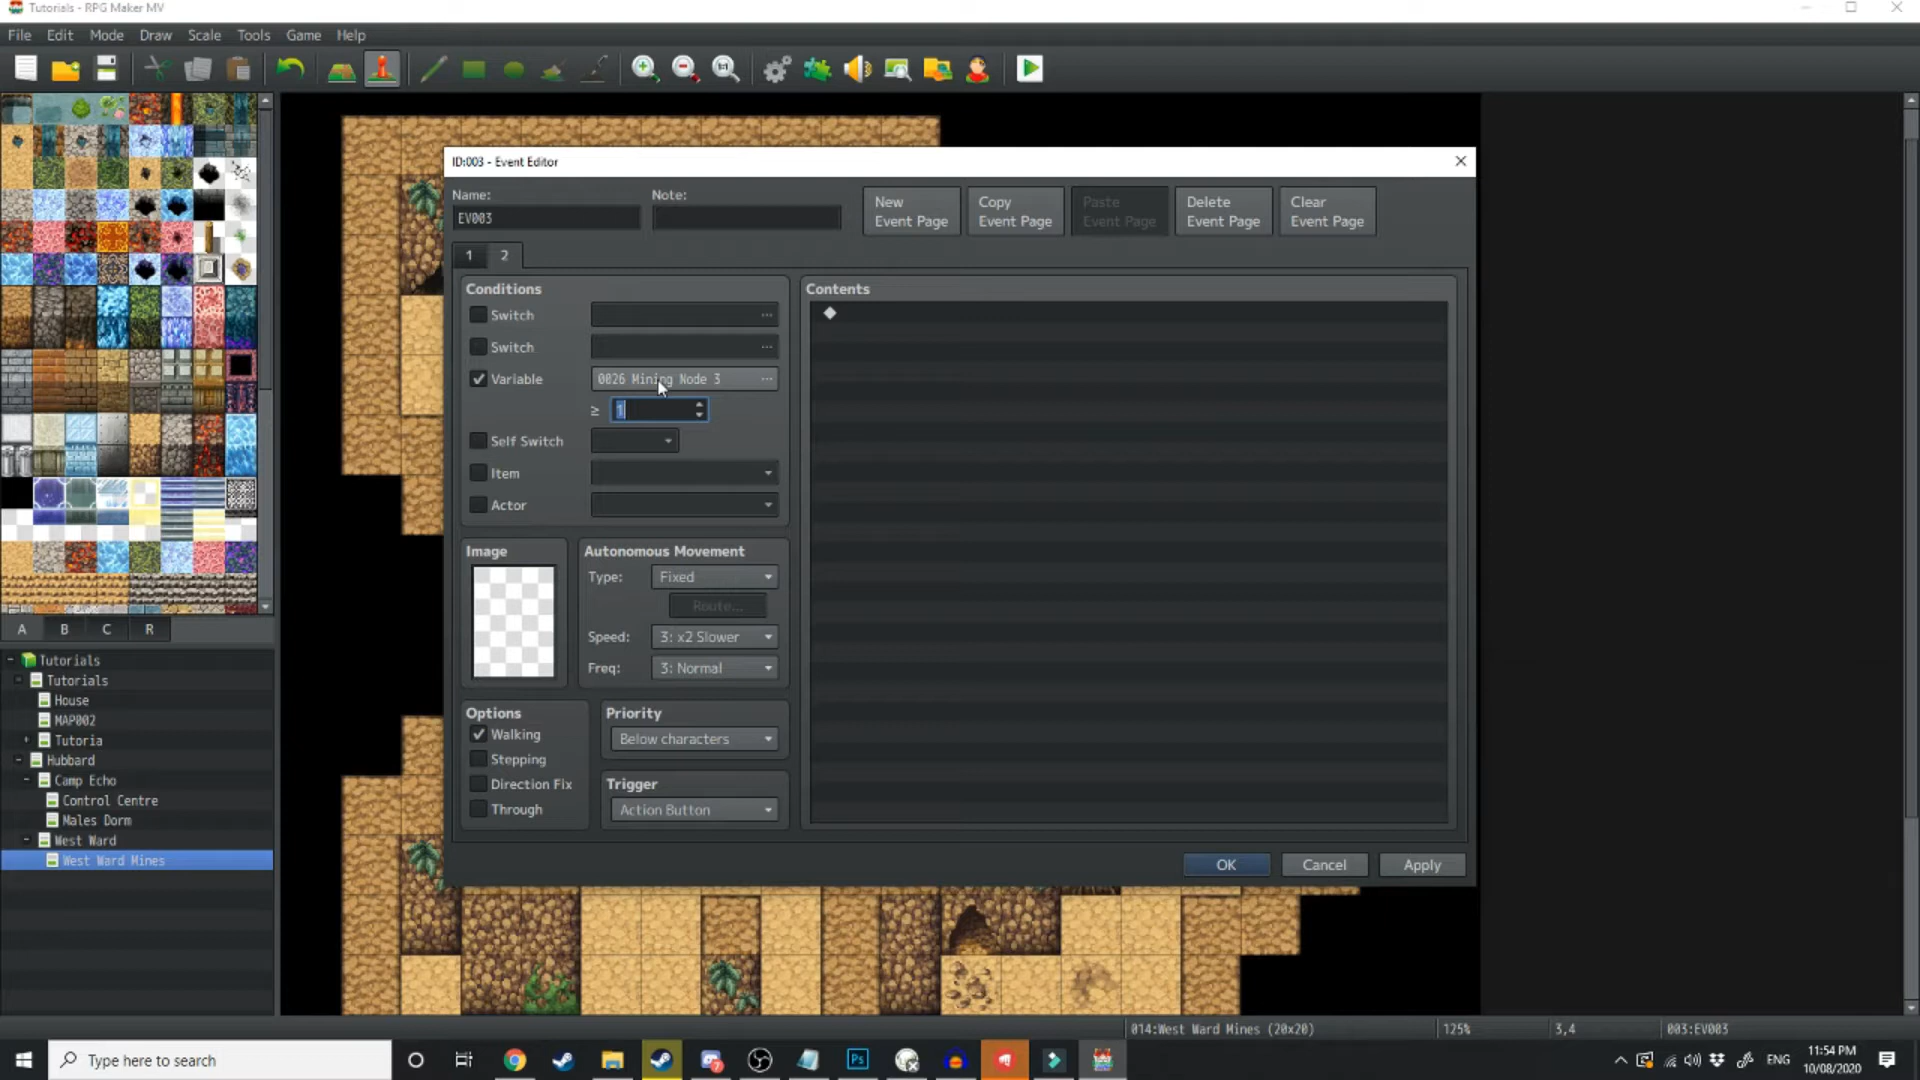 Tutorials - RPG Maker MV
File Edit Mode Draw Scale Tools Game Help
ID:003 - Event Editor
Name:
Note:
EV003
New
Event Page
Copy
Event Page
Paste
Event Page
Delete
Event Page
Clear
Event Page
1 2
Conditions
Switch
Switch
Variable
0026 Mining Node 3
≥ 1
Self Switch
Item
Actor
Contents
Image
Autonomous Movement
Type: Fixed
Route...
Speed: 3: x2 Slower
Freq: 3: Normal
Options
Walking
Stepping
Direction Fix
Through
Priority
Below characters
Trigger
Action Button
OK Cancel Apply
A B C R
Tutorials
Tutorials
House
MAP002
Tutoria
Hubbard
Camp Echo
Control Centre
Males Dorm
West Ward
West Ward Mines
014:West Ward Mines (20x20) 125% 3,4 003:EV003
Type here to search
Ps
ENG
11:54 PM
10/08/2020